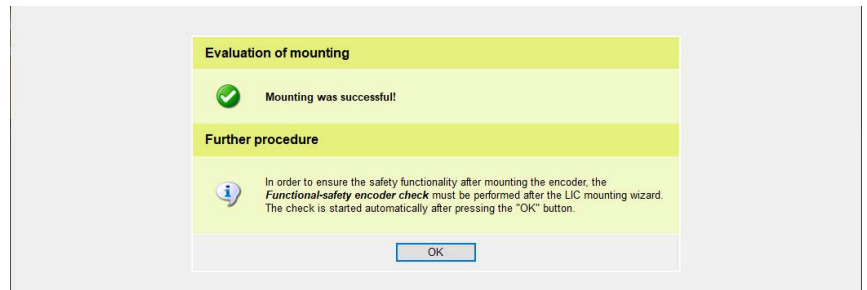 Evaluation of mounting
Mounting was successful!
Further procedure
In order to ensure the safety functionality after mounting the encoder, the
Functional-safety encoder check must be performed after the LIC mounting wizard.
The check is started automatically after pressing the "OK" button.
OK